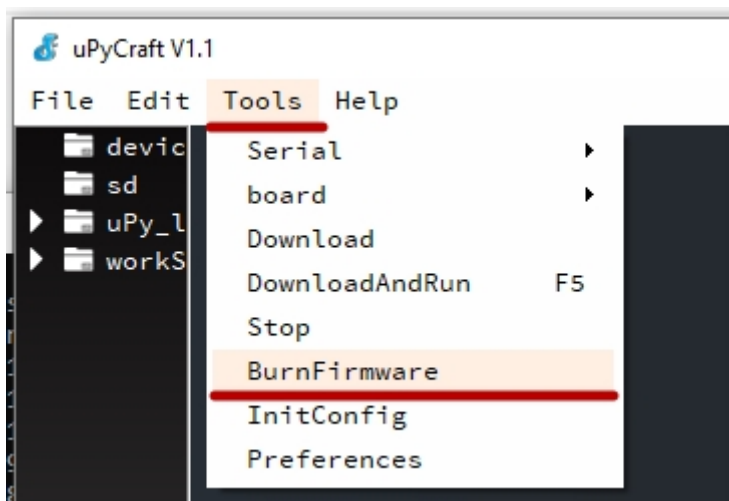 uPyCraft V1.1
File Edit Tools Help
devic
sd
uPy_l
workS
Serial
board
Download
DownloadAndRun F5
Stop
BurnFirmware
InitConfig
Preferences